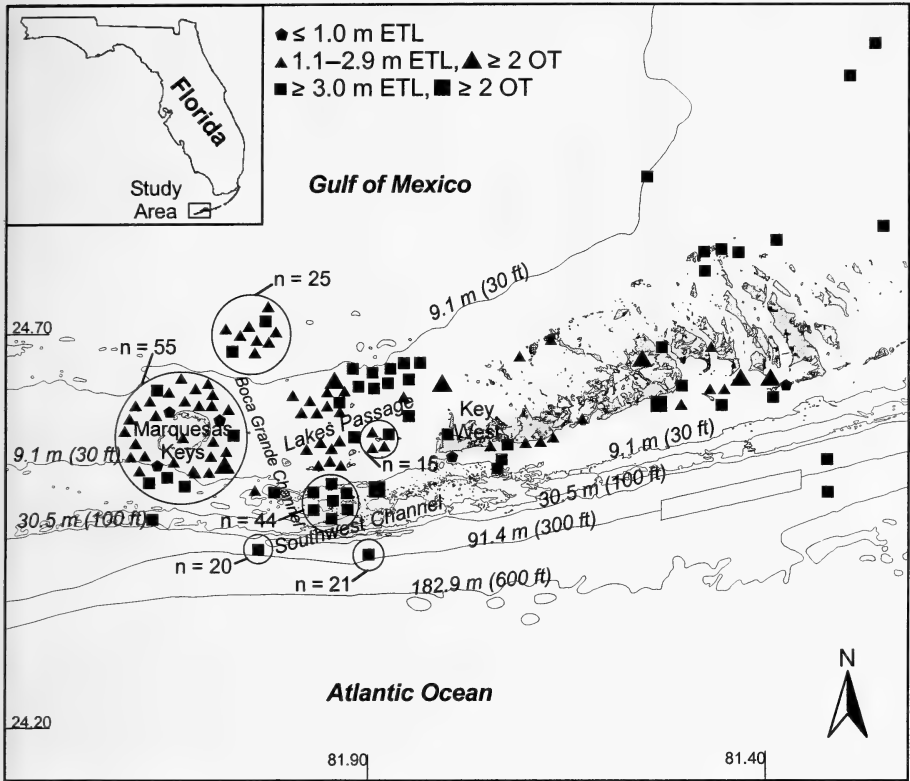 ≤ 1.0 m ETL
1.1–2.9 m ETL, ≥ 2 OT
≥ 3.0 m ETL, ≥ 2 OT
Florida
Study
Area
Gulf of Mexico
n = 25
9.1 m (30 ft)
24.70
n = 55
Boca Grande Channel
Lakes Passage
Key
West
Marquesas
Keys
9.1 m (30 ft)
9.1 m (30 ft)
n = 15
30.5 m (100 ft)
30.5 m (100 ft)
n = 44
Southwest Channel
91.4 m (300 ft)
n = 20
n = 21
182.9 m (600 ft)
N
Atlantic Ocean
24.20
81.90
81.40